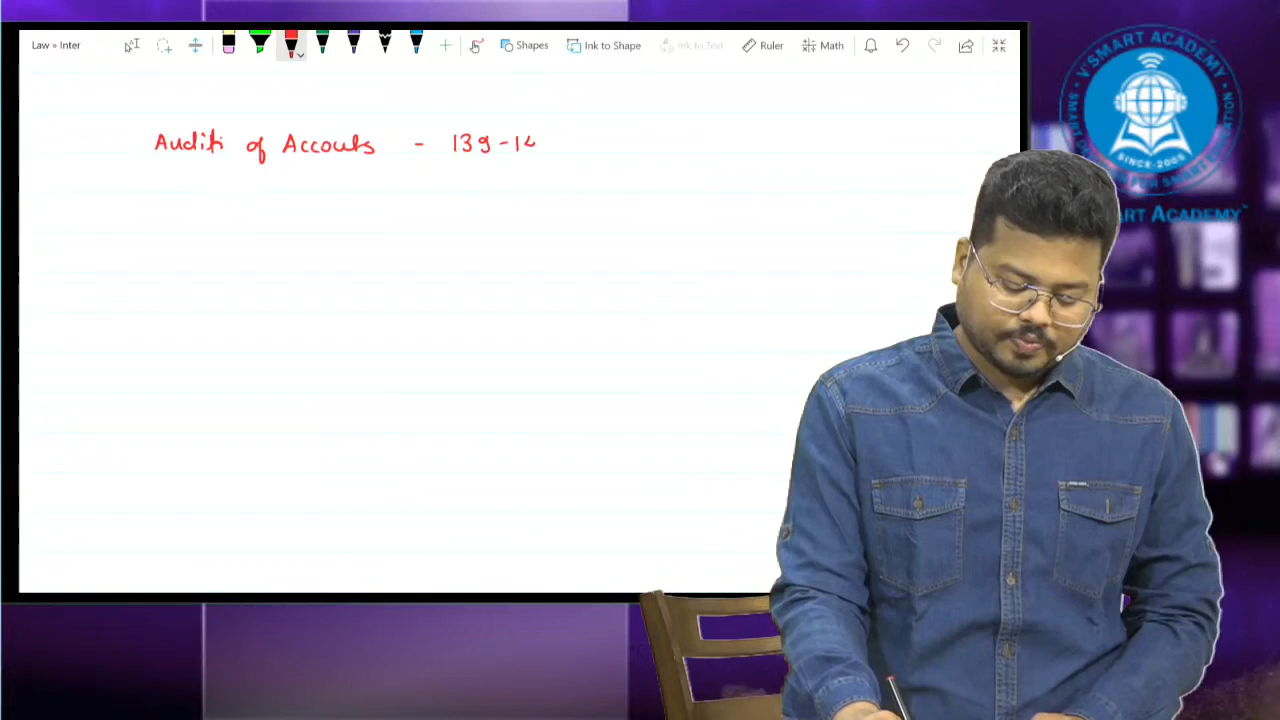 Law » Inter
Shapes
Ink to Shape
Ink to Text
Ruler
Math
Audit of Accouts - 139-14
V'SMART ACADEMY
SINCE-2005
ART ACADEMY